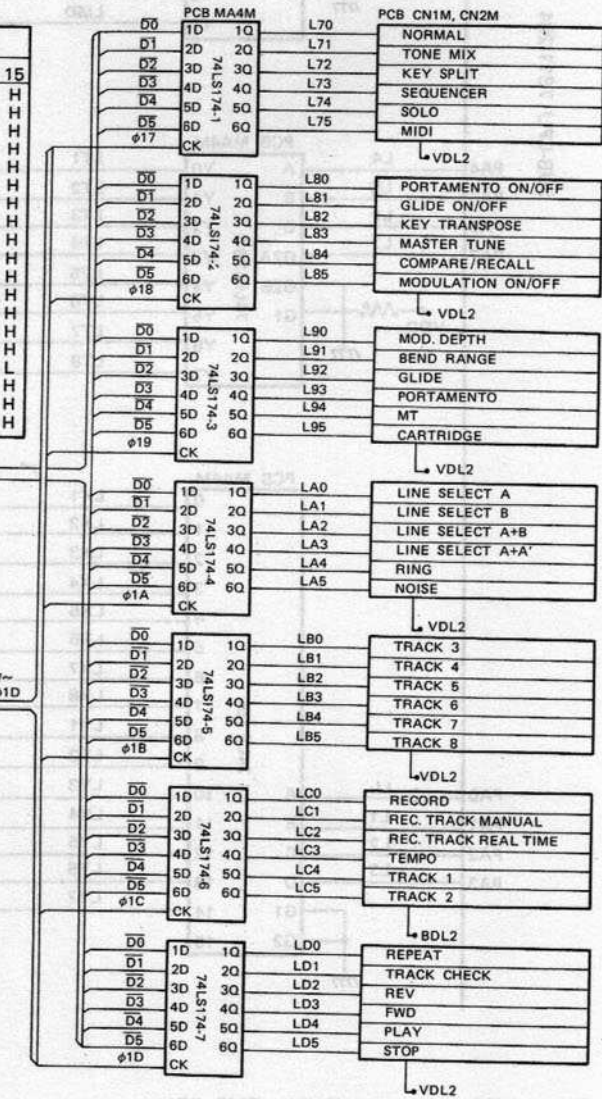 PCB MA4M
PCB CN1M, CN2M
15
H
H
H
H
H
H
H
H
H
H
H
H
L
H
H
H
D0 1D 1Q L70 NORMAL
D1 2D 2Q L71 TONE MIX
D2 3D 3Q L72 KEY SPLIT
D3 4D 4Q L73 SEQUENCER
D4 5D 5Q L74 SOLO
D5 6D 6Q L75 MIDI
φ17 CK
74LS174-1
VDL2
D0 1D 1Q L80 PORTAMENTO ON/OFF
D1 2D 2Q L81 GLIDE ON/OFF
D2 3D 3Q L82 KEY TRANSPOSE
D3 4D 4Q L83 MASTER TUNE
D4 5D 5Q L84 COMPARE/RECALL
D5 6D 6Q L85 MODULATION ON/OFF
φ18 CK
74LS174-2
VDL2
D0 1D 1Q L90 MOD. DEPTH
D1 2D 2Q L91 BEND RANGE
D2 3D 3Q L92 GLIDE
D3 4D 4Q L93 PORTAMENTO
D4 5D 5Q L94 MT
D5 6D 6Q L95 CARTRIDGE
φ19 CK
74LS174-3
VDL2
D0 1D 1Q LA0 LINE SELECT A
D1 2D 2Q LA1 LINE SELECT B
D2 3D 3Q LA2 LINE SELECT A+B
D3 4D 4Q LA3 LINE SELECT A+A'
D4 5D 5Q LA4 RING
D5 6D 6Q LA5 NOISE
φ1A CK
74LS174-4
VDL2
D0 1D 1Q LB0 TRACK 3
D1 2D 2Q LB1 TRACK 4
D2 3D 3Q LB2 TRACK 5
D3 4D 4Q LB3 TRACK 6
D4 5D 5Q LB4 TRACK 7
D5 6D 6Q LB5 TRACK 8
φ1B CK
74LS174-5
VDL2
~
φ1D
D0 1D 1Q LC0 RECORD
D1 2D 2Q LC1 REC. TRACK MANUAL
D2 3D 3Q LC2 REC. TRACK REAL TIME
D3 4D 4Q LC3 TEMPO
D4 5D 5Q LC4 TRACK 1
D5 6D 6Q LC5 TRACK 2
φ1C CK
74LS174-6
BDL2
D0 1D 1Q LD0 REPEAT
D1 2D 2Q LD1 TRACK CHECK
D2 3D 3Q LD2 REV
D3 4D 4Q LD3 FWD
D4 5D 5Q LD4 PLAY
D5 6D 6Q LD5 STOP
φ1D CK
74LS174-7
VDL2